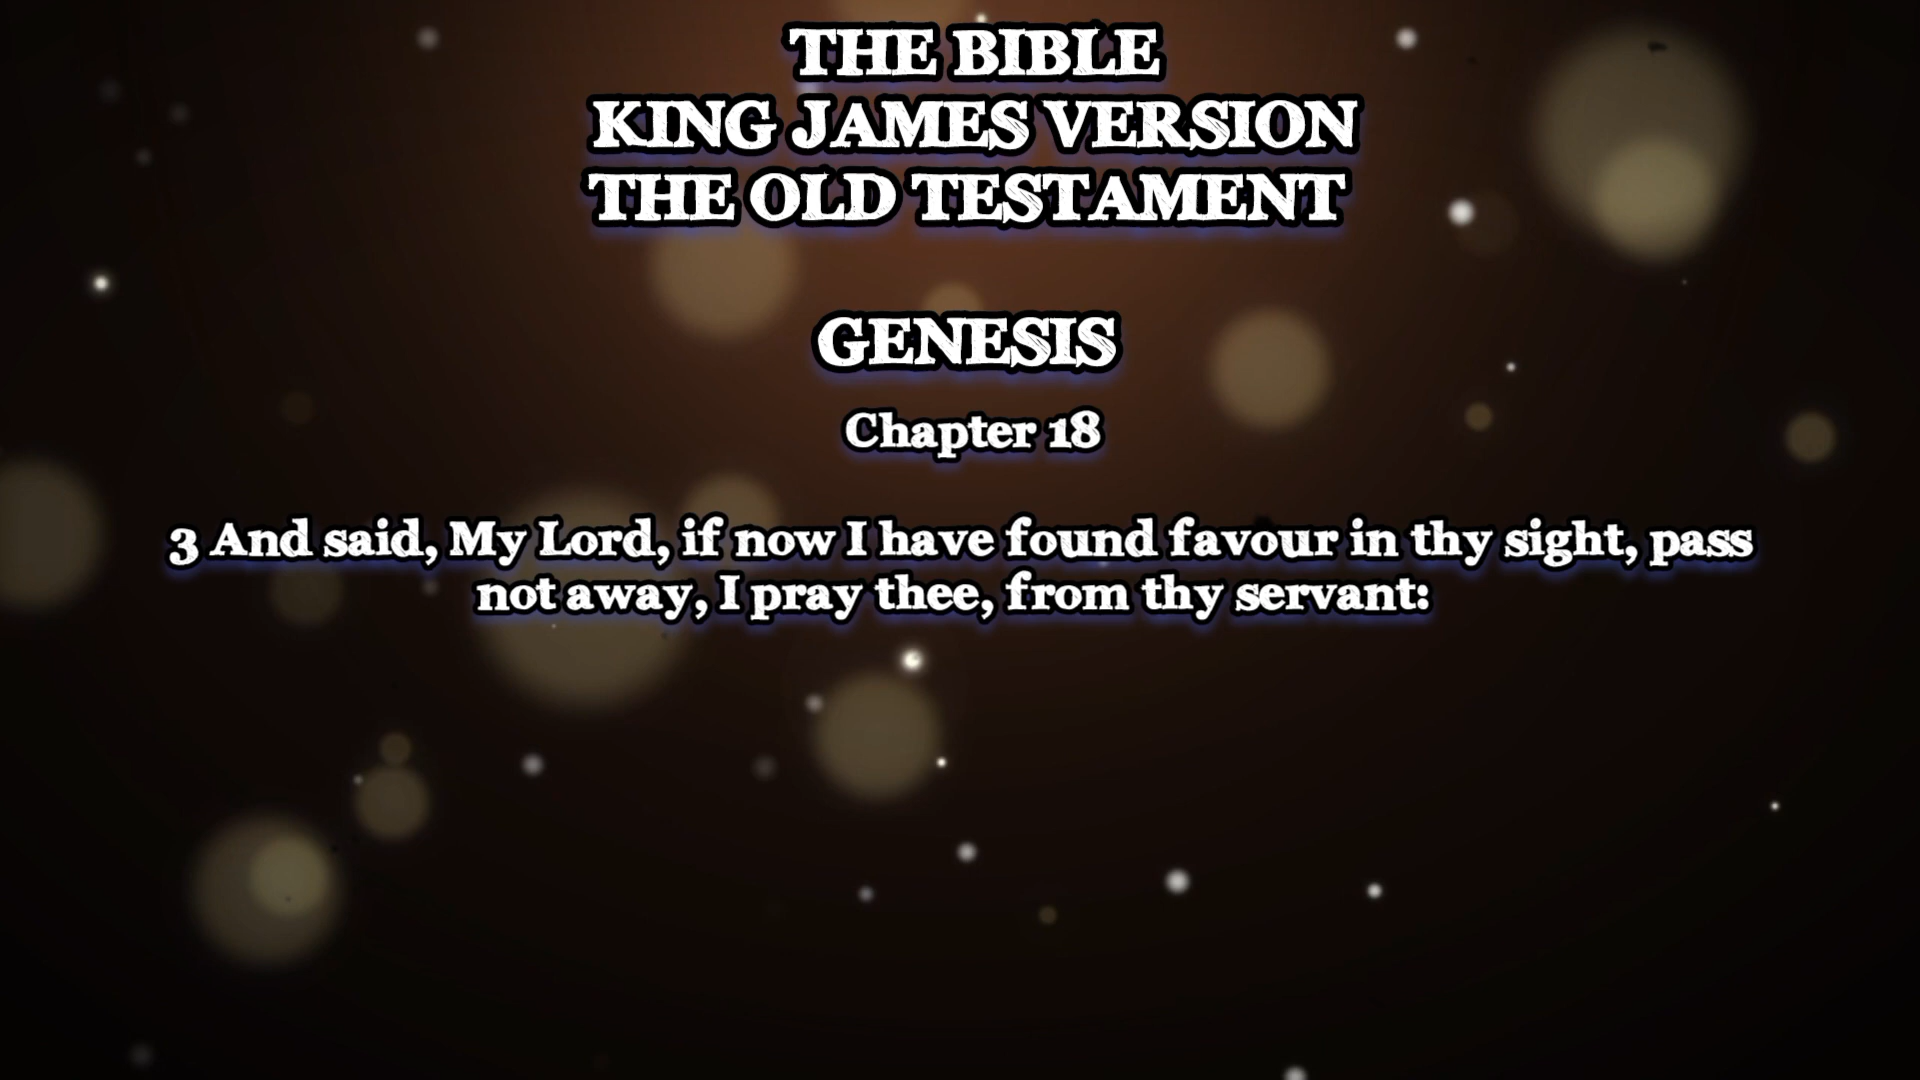 THE BIBLE
KING JAMES VERSION
THE OLD TESTAMENT
GENESIS
Chapter 18
3 And said, My Lord, if now I have found favour in thy sight, pass
not away, I pray thee, from thy servant: